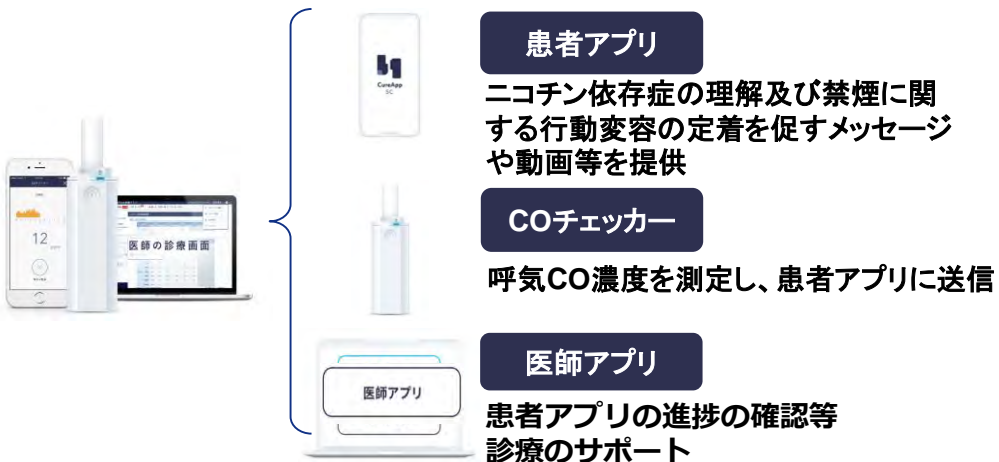 患者アプリ
CureApp
SC
ニコチン依存症の理解及び禁煙に関
する行動変容の定着を促すメッセージ
や動画等を提供
12
医師の診療画面
COチェッカー
呼気CO濃度を測定し、患者アプリに送信
医師アプリ
医師アプリ
患者アプリの進捗の確認等
診療のサポート